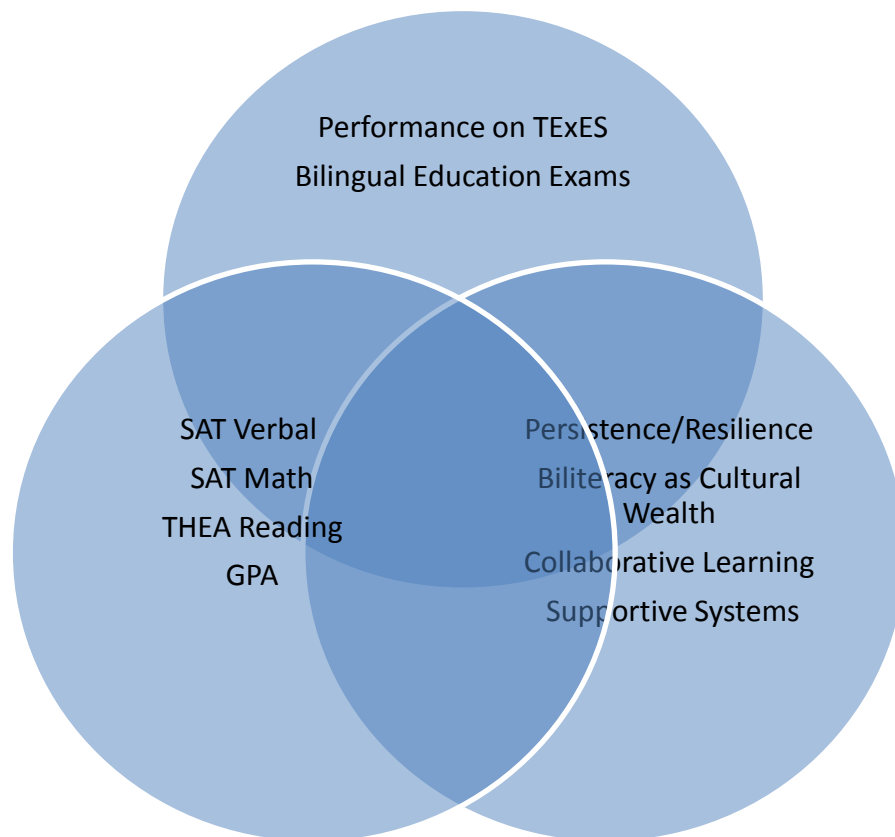 Performance on TExES
Bilingual Education Exams
SAT Verbal
SAT Math
THEA Reading
GPA
Persistence/Resilience
Biliteracy as Cultural
Wealth
Collaborative Learning
Supportive Systems